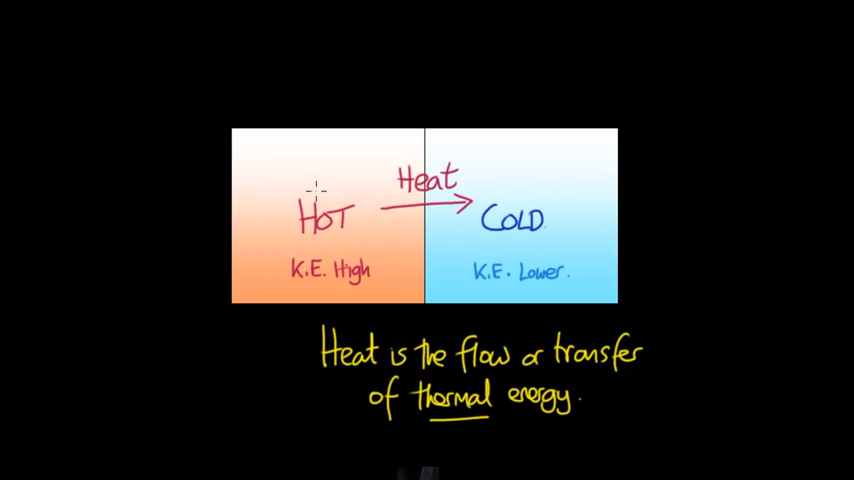 Heat
HOT
COLD
K.E. High
K.E. Lower.
Heat is the flow or transfer
of thermal energy.